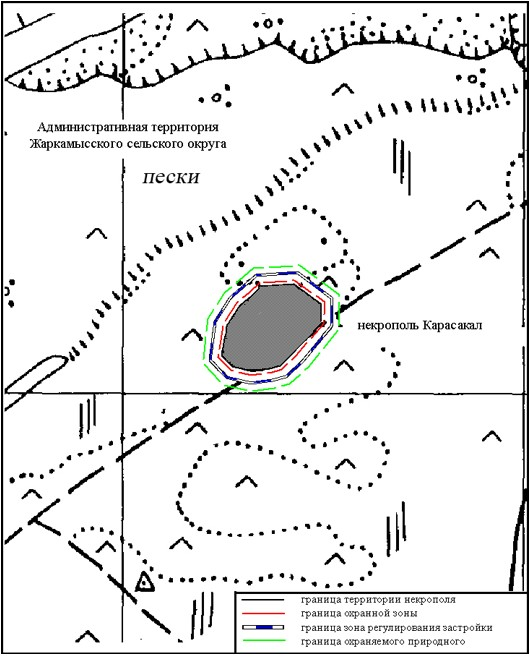 Административная территория
Жаркамысского сельского округа
пески
некрополь Карасакал
граница территории некрополя
граница охранной зоны
граница зона регулирования застройки
граница охраняемого природного